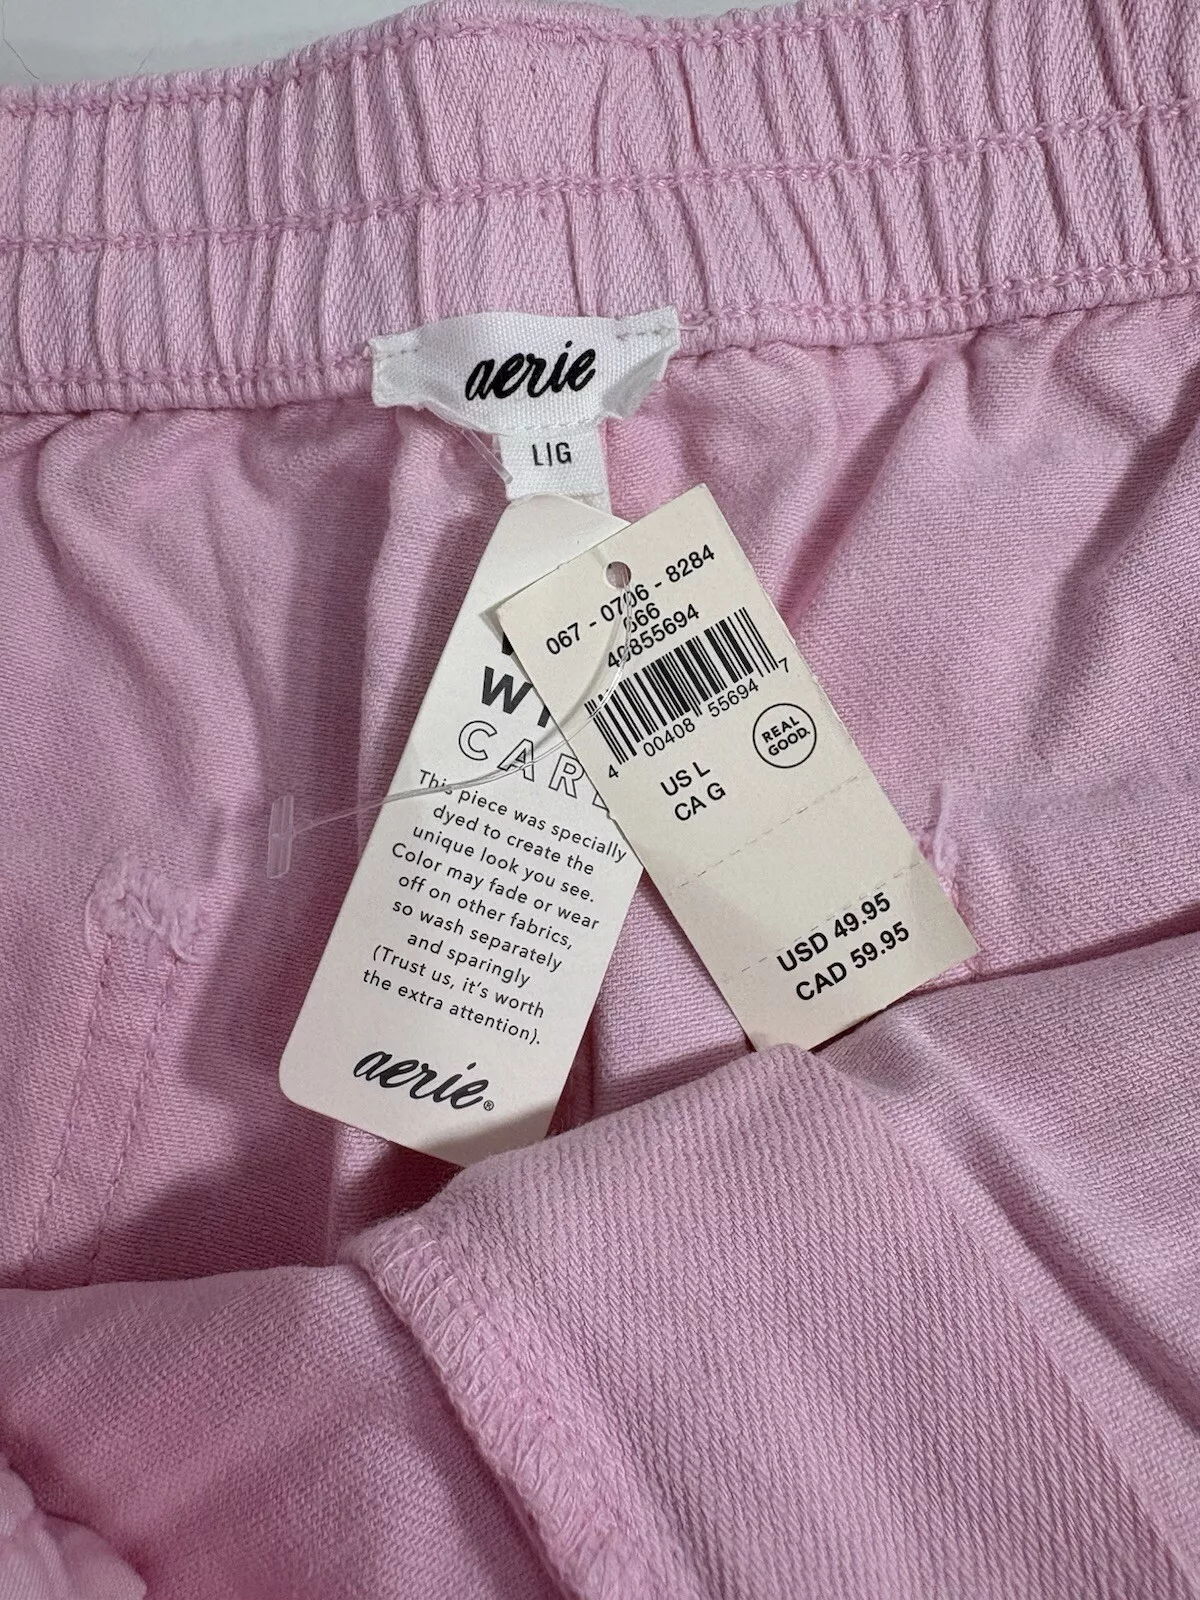 aerie
L|G
067 - 0706 - 8284
666
40855694
4 00408 55694 7
REAL
GOOD.
US L
CA G
USD 49.95
CAD 59.95
CAR
This piece was specially
dyed to create the
unique look you see.
Color may fade or wear
off on other fabrics,
so wash separately
and sparingly
(Trust us, it's worth
the extra attention).
aerie®